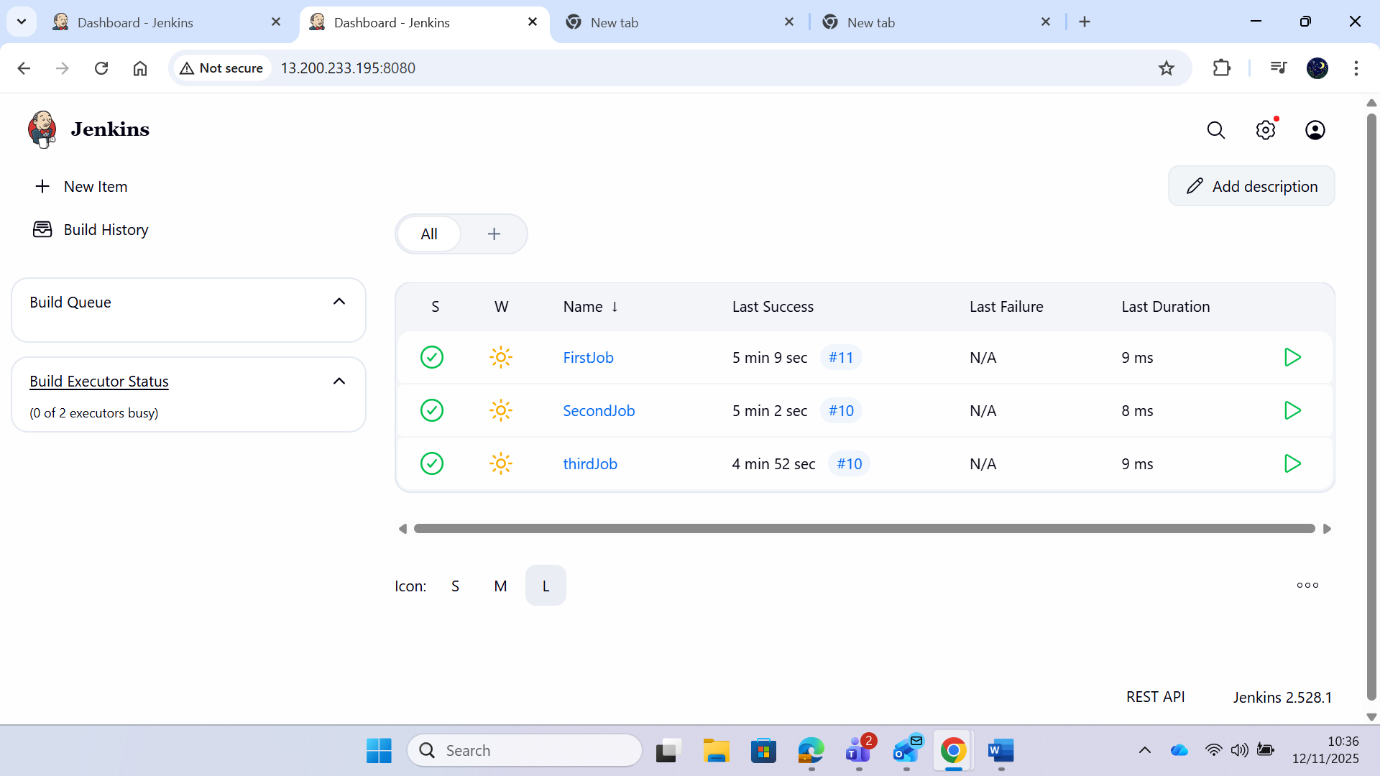 Dashboard - Jenkins
Dashboard - Jenkins
New tab
New tab
Not secure 13.200.233.195:8080
Jenkins
New Item
Add description
Build History
All
Build Queue
S W Name ↓ Last Success Last Failure Last Duration
FirstJob 5 min 9 sec #11 N/A 9 ms
Build Executor Status
(0 of 2 executors busy)
SecondJob 5 min 2 sec #10 N/A 8 ms
thirdJob 4 min 52 sec #10 N/A 9 ms
Icon: S M L
REST API Jenkins 2.528.1
Search
2
10:36
12/11/2025